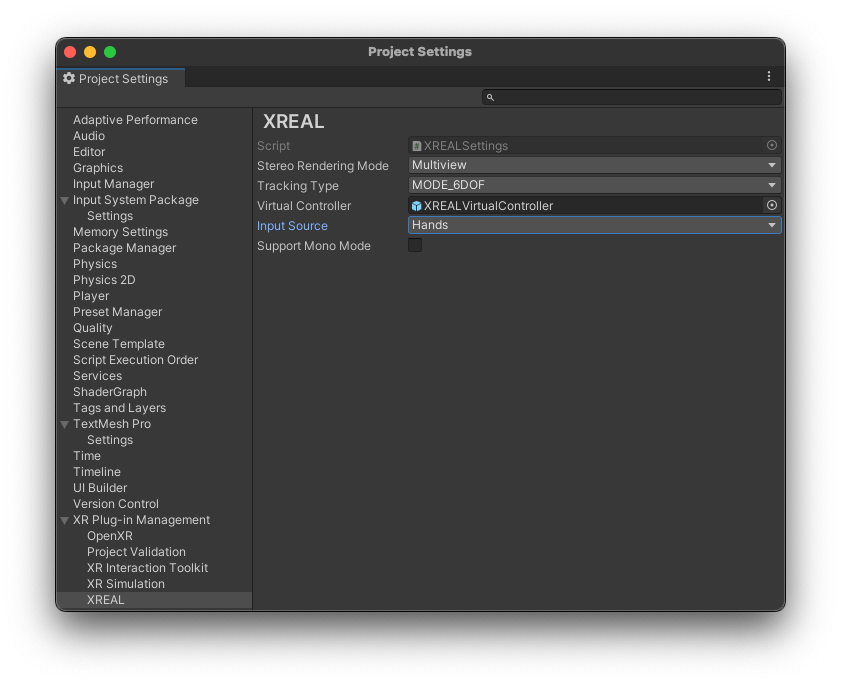 Project Settings
Project Settings
Adaptive Performance
Audio
Editor
Graphics
Input Manager
Input System Package
Settings
Memory Settings
Package Manager
Physics
Physics 2D
Player
Preset Manager
Quality
Scene Template
Script Execution Order
Services
ShaderGraph
Tags and Layers
TextMesh Pro
Settings
Time
Timeline
UI Builder
Version Control
XR Plug-in Management
OpenXR
Project Validation
XR Interaction Toolkit
XR Simulation
XREAL
XREAL
Script XREALSettings
Stereo Rendering Mode Multiview
Tracking Type MODE_6DOF
Virtual Controller XREALVirtualController
Input Source Hands
Support Mono Mode